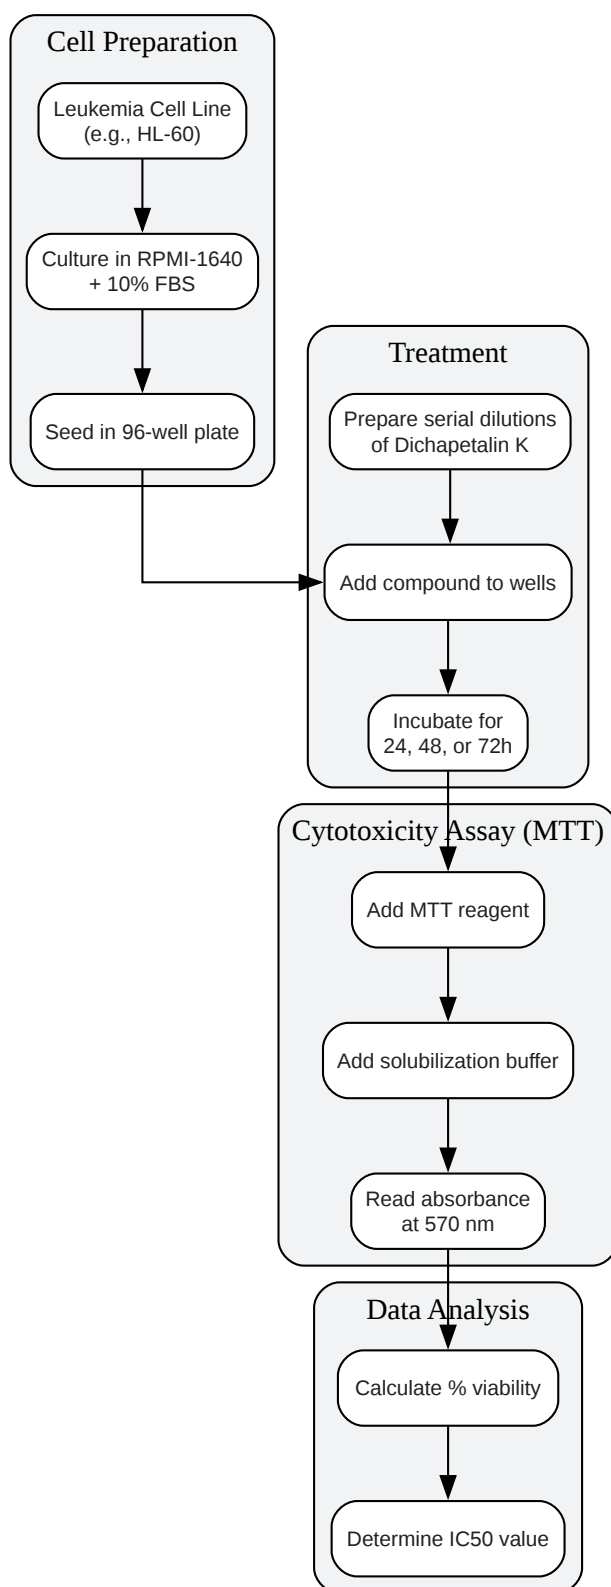 Cell Preparation
Leukemia Cell Line
(e.g., HL-60)
Culture in RPMI-1640
+ 10% FBS
Seed in 96-well plate
Treatment
Prepare serial dilutions
of Dichapetalin K
Add compound to wells
Incubate for
24, 48, or 72h
Cytotoxicity Assay (MTT)
Add MTT reagent
Add solubilization buffer
Read absorbance
at 570 nm
Data Analysis
Calculate % viability
Determine IC50 value